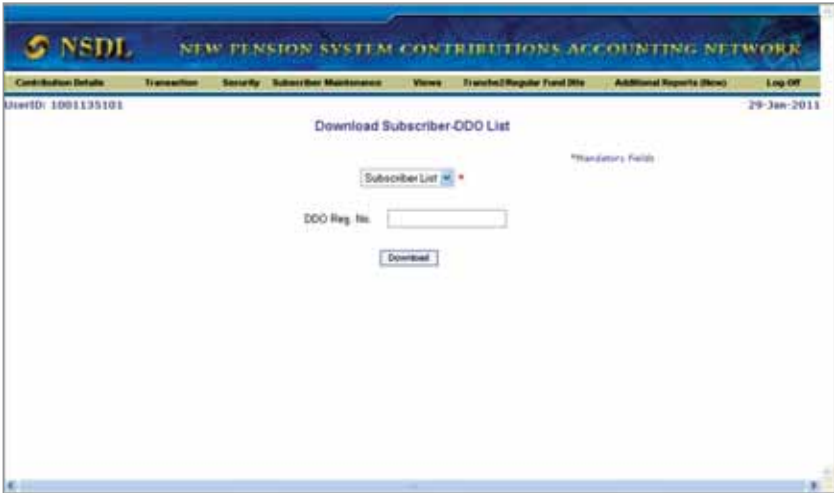 NSDL NEW PENSION SYSTEM CONTRIBUTIONS ACCOUNTING NETWORK
Contribution Details Transaction Security Subscriber Maintenance Views Tranche2/Regular Fund Dtls Additional Reports (New) Log Off
UserID: 1001135101 29-Jan-2011
Download Subscriber-DDO List
*Mandatory Fields
Subscriber List *
DDO Reg. No.
Download